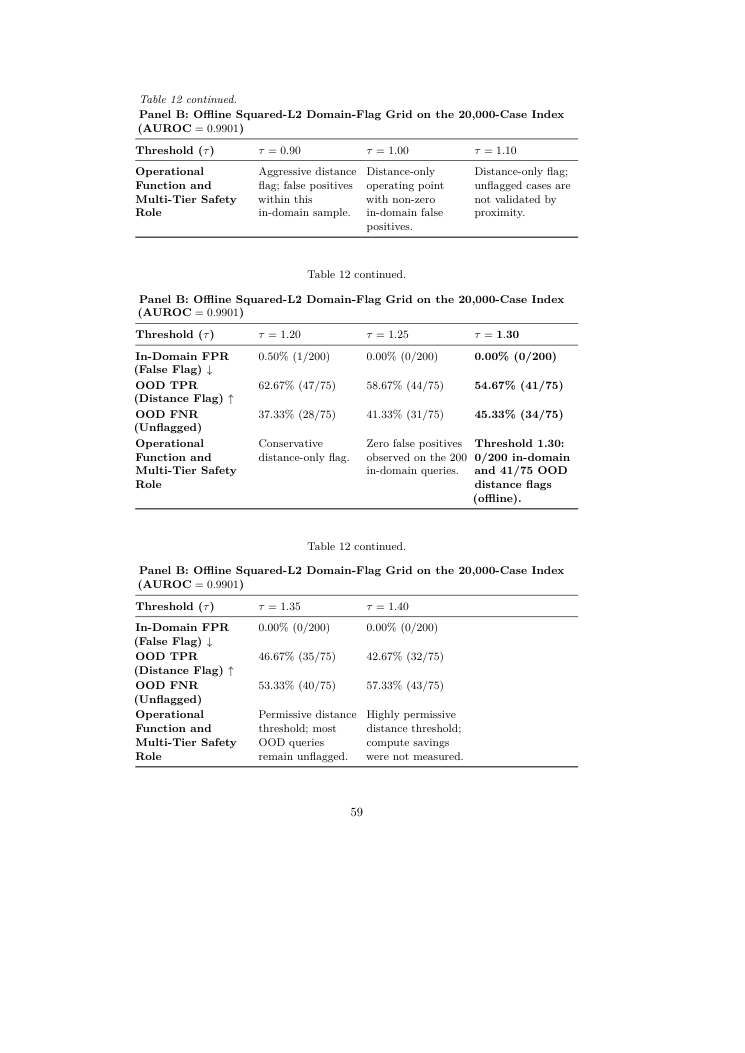 Table 12 continued.
Panel B: Offline Squared-L2 Domain-Flag Grid on the 20,000-Case Index
(AUROC = 0.9901)
Threshold (τ) τ = 0.90 τ = 1.00 τ = 1.10
Operational Aggressive distance Distance-only Distance-only flag;
Function and flag; false positives operating point unflagged cases are
Multi-Tier Safety within this with non-zero not validated by
Role in-domain sample. in-domain false proximity.
positives.
Table 12 continued.
Panel B: Offline Squared-L2 Domain-Flag Grid on the 20,000-Case Index
(AUROC = 0.9901)
Threshold (τ) τ = 1.20 τ = 1.25 τ = 1.30
In-Domain FPR 0.50% (1/200) 0.00% (0/200) 0.00% (0/200)
(False Flag) ↓
OOD TPR 62.67% (47/75) 58.67% (44/75) 54.67% (41/75)
(Distance Flag) ↑
OOD FNR 37.33% (28/75) 41.33% (31/75) 45.33% (34/75)
(Unflagged)
Operational Conservative Zero false positives Threshold 1.30:
Function and distance-only flag. observed on the 200 0/200 in-domain
Multi-Tier Safety in-domain queries. and 41/75 OOD
Role distance flags
(offline).
Table 12 continued.
Panel B: Offline Squared-L2 Domain-Flag Grid on the 20,000-Case Index
(AUROC = 0.9901)
Threshold (τ) τ = 1.35 τ = 1.40
In-Domain FPR 0.00% (0/200) 0.00% (0/200)
(False Flag) ↓
OOD TPR 46.67% (35/75) 42.67% (32/75)
(Distance Flag) ↑
OOD FNR 53.33% (40/75) 57.33% (43/75)
(Unflagged)
Operational Permissive distance Highly permissive
Function and threshold; most distance threshold;
Multi-Tier Safety OOD queries compute savings
Role remain unflagged. were not measured.
59